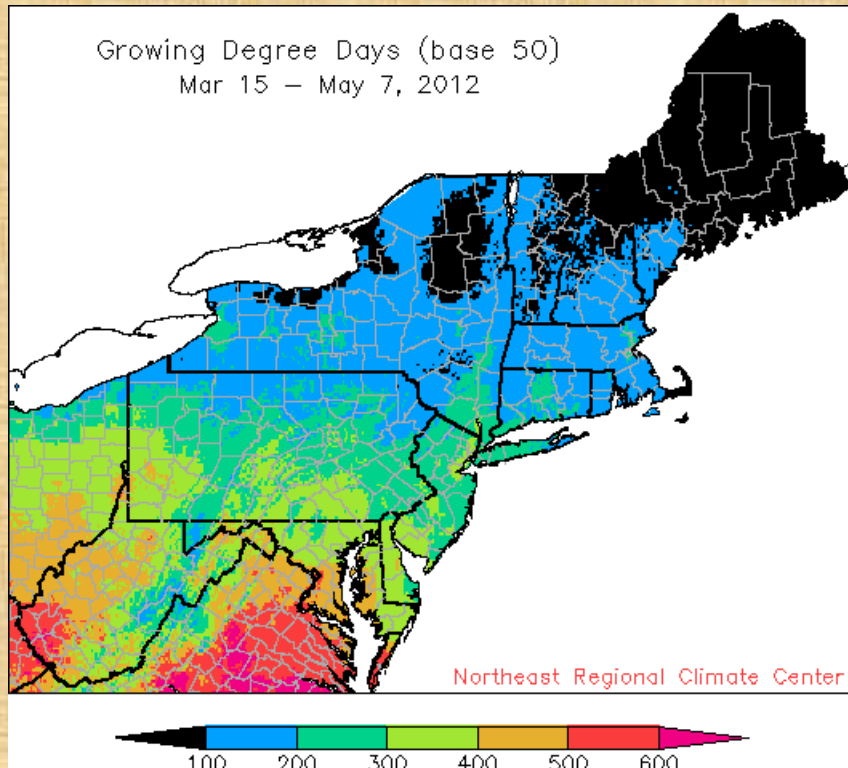 Growing Degree Days (base 50)
Mar 15 – May 7, 2012
Northeast Regional Climate Center
100 200 300 400 500 600